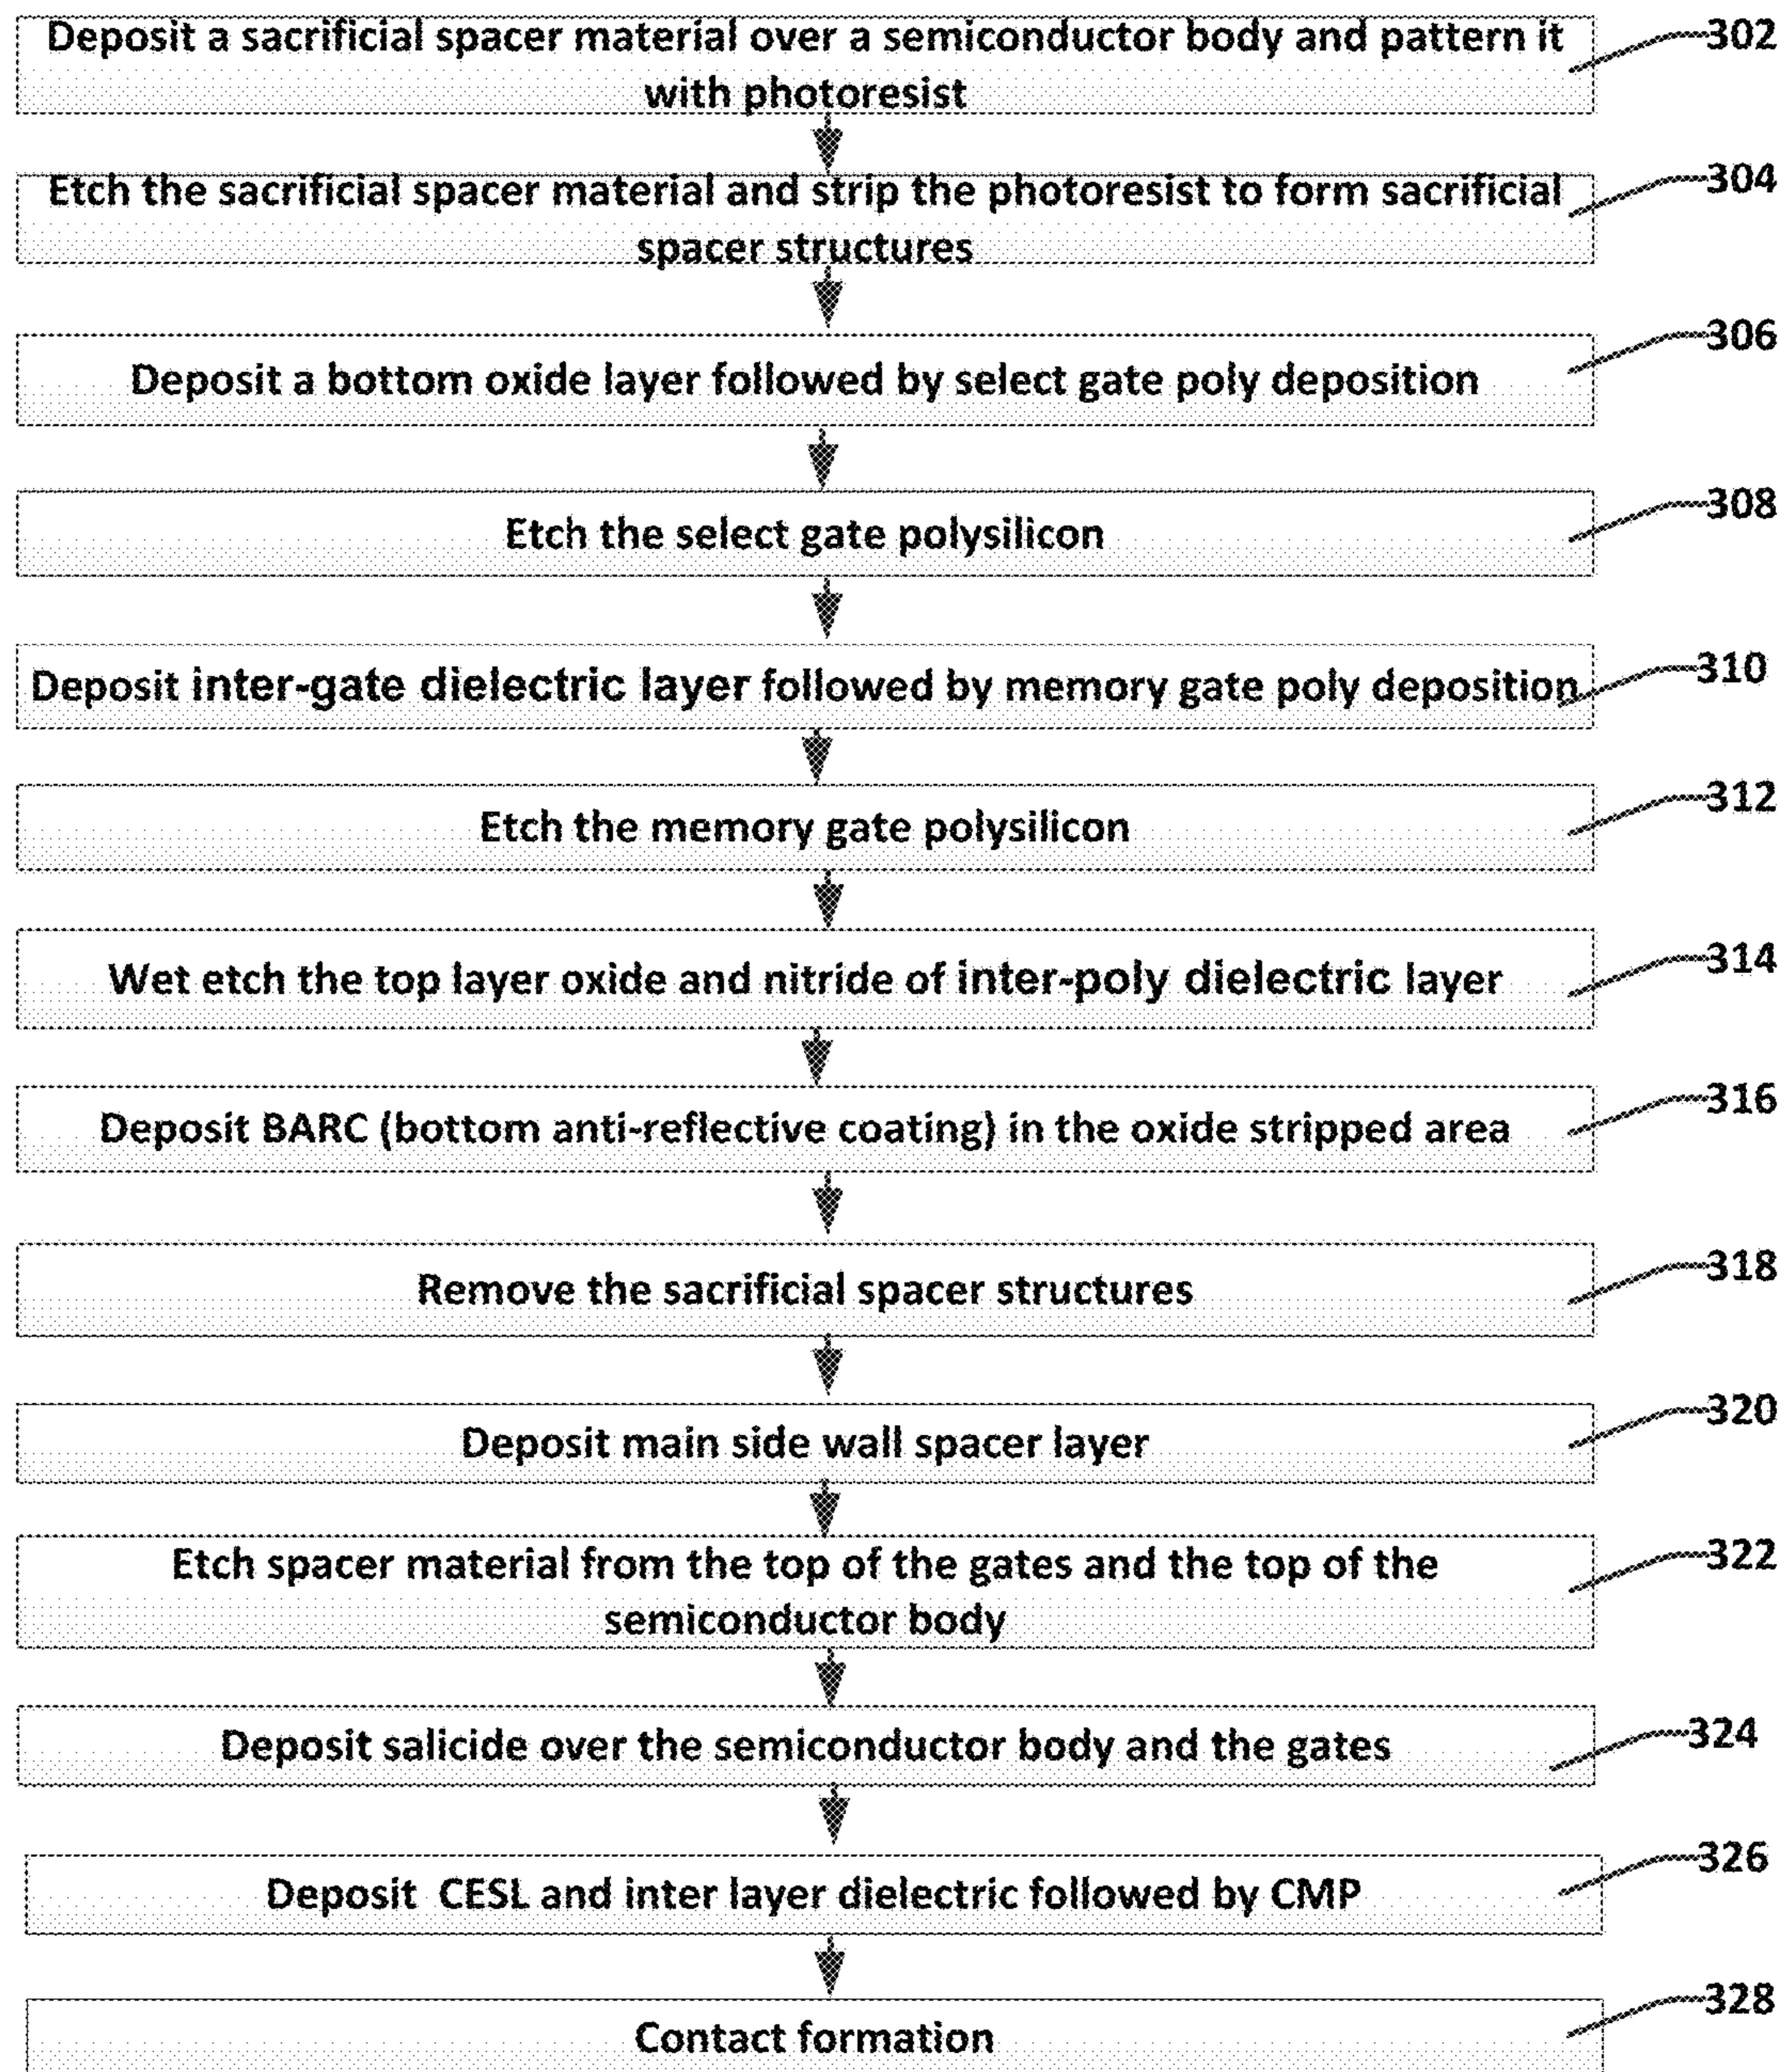 Deposit a sacrificial spacer material over a semiconductor body and pattern it
with photoresist
302
Etch the sacrificial spacer material and strip the photoresist to form sacrificial
spacer structures
304
Deposit a bottom oxide layer followed by select gate poly deposition
306
Etch the select gate polysilicon
308
Deposit inter-gate dielectric layer followed by memory gate poly deposition
310
Etch the memory gate polysilicon
312
Wet etch the top layer oxide and nitride of inter-poly dielectric layer
314
Deposit BARC (bottom anti-reflective coating) in the oxide stripped area
316
Remove the sacrificial spacer structures
318
Deposit main side wall spacer layer
320
Etch spacer material from the top of the gates and the top of the
semiconductor body
322
Deposit salicide over the semiconductor body and the gates
324
Deposit CESL and inter layer dielectric followed by CMP
326
Contact formation
328